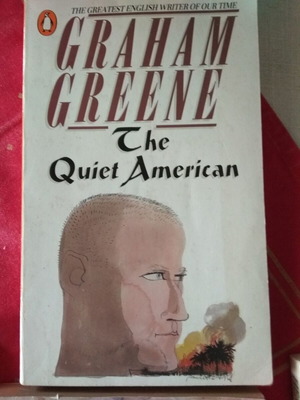 THE GREATEST ENGLISH WRITER OF OUR TIME
GRAHAM
GREENE
The
Quiet American